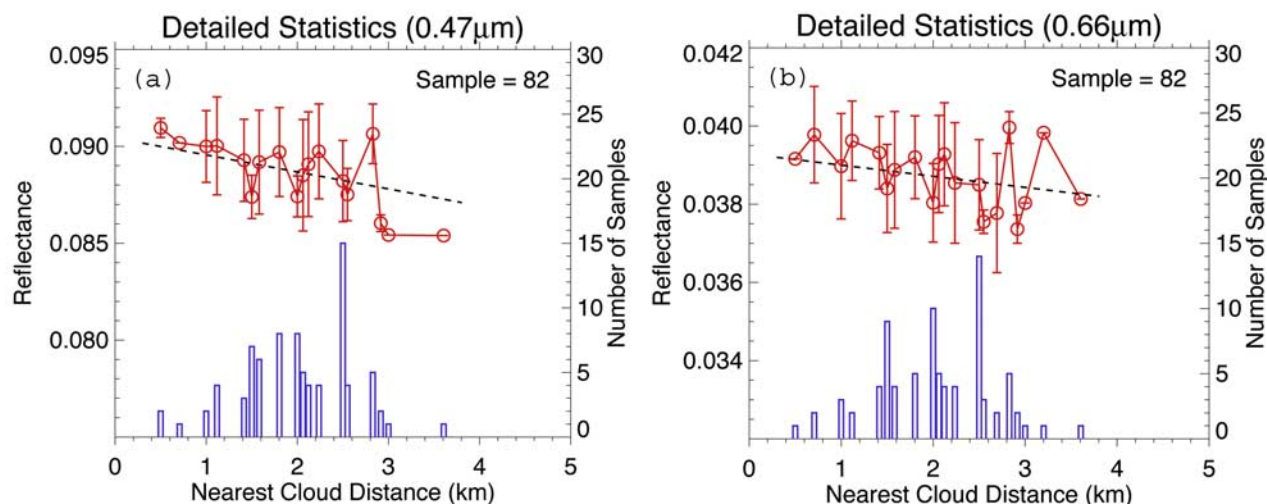 Detailed Statistics (0.47μm)
(a)
Sample = 82
Reflectance
0.095
0.090
0.085
0.080
Number of Samples
30
25
20
15
10
5
0
0 1 2 3 4 5
Nearest Cloud Distance (km)
Detailed Statistics (0.66μm)
(b)
Sample = 82
Reflectance
0.042
0.040
0.038
0.036
0.034
Number of Samples
30
25
20
15
10
5
0
0 1 2 3 4 5
Nearest Cloud Distance (km)